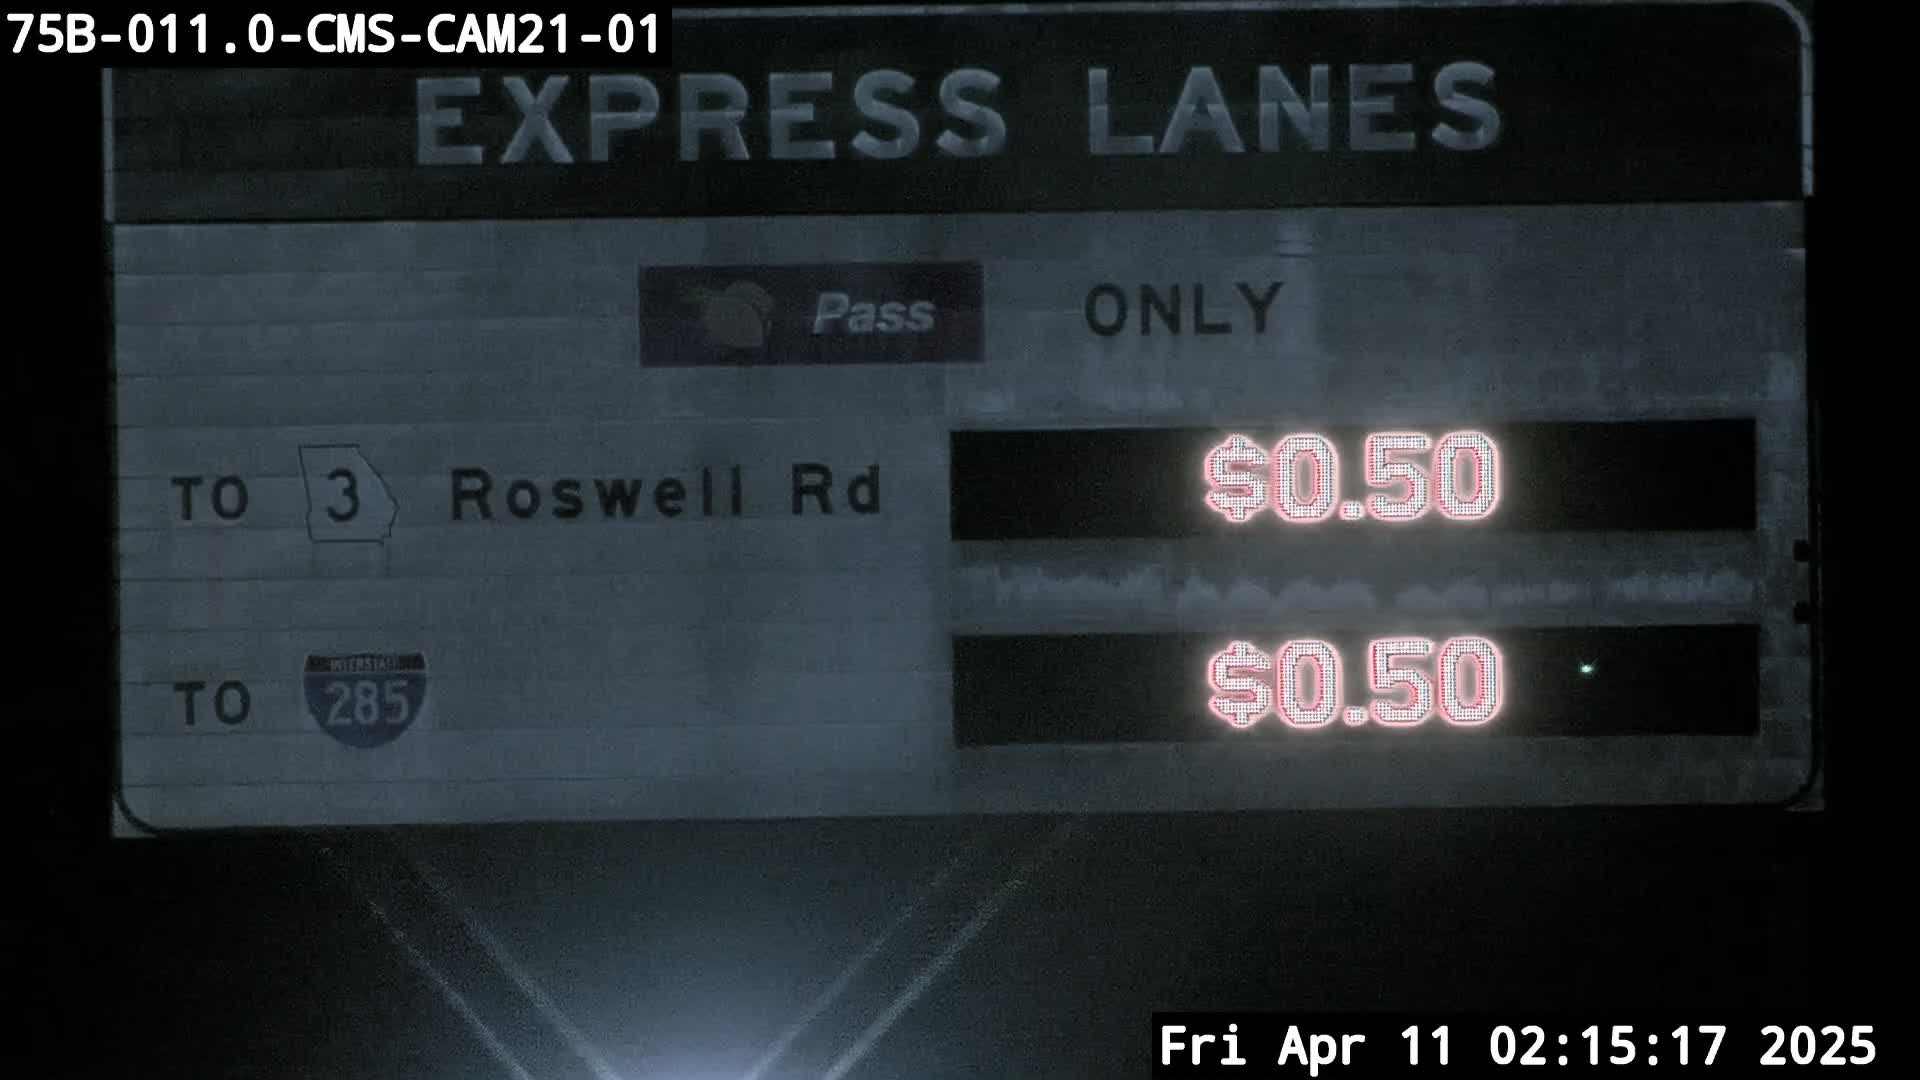 75B-011.0-CMS-CAM21-01
EXPRESS LANES
Pass ONLY
TO 3 Roswell Rd $0.50
TO INTERSTATE 285 $0.50
Fri Apr 11 02:15:17 2025